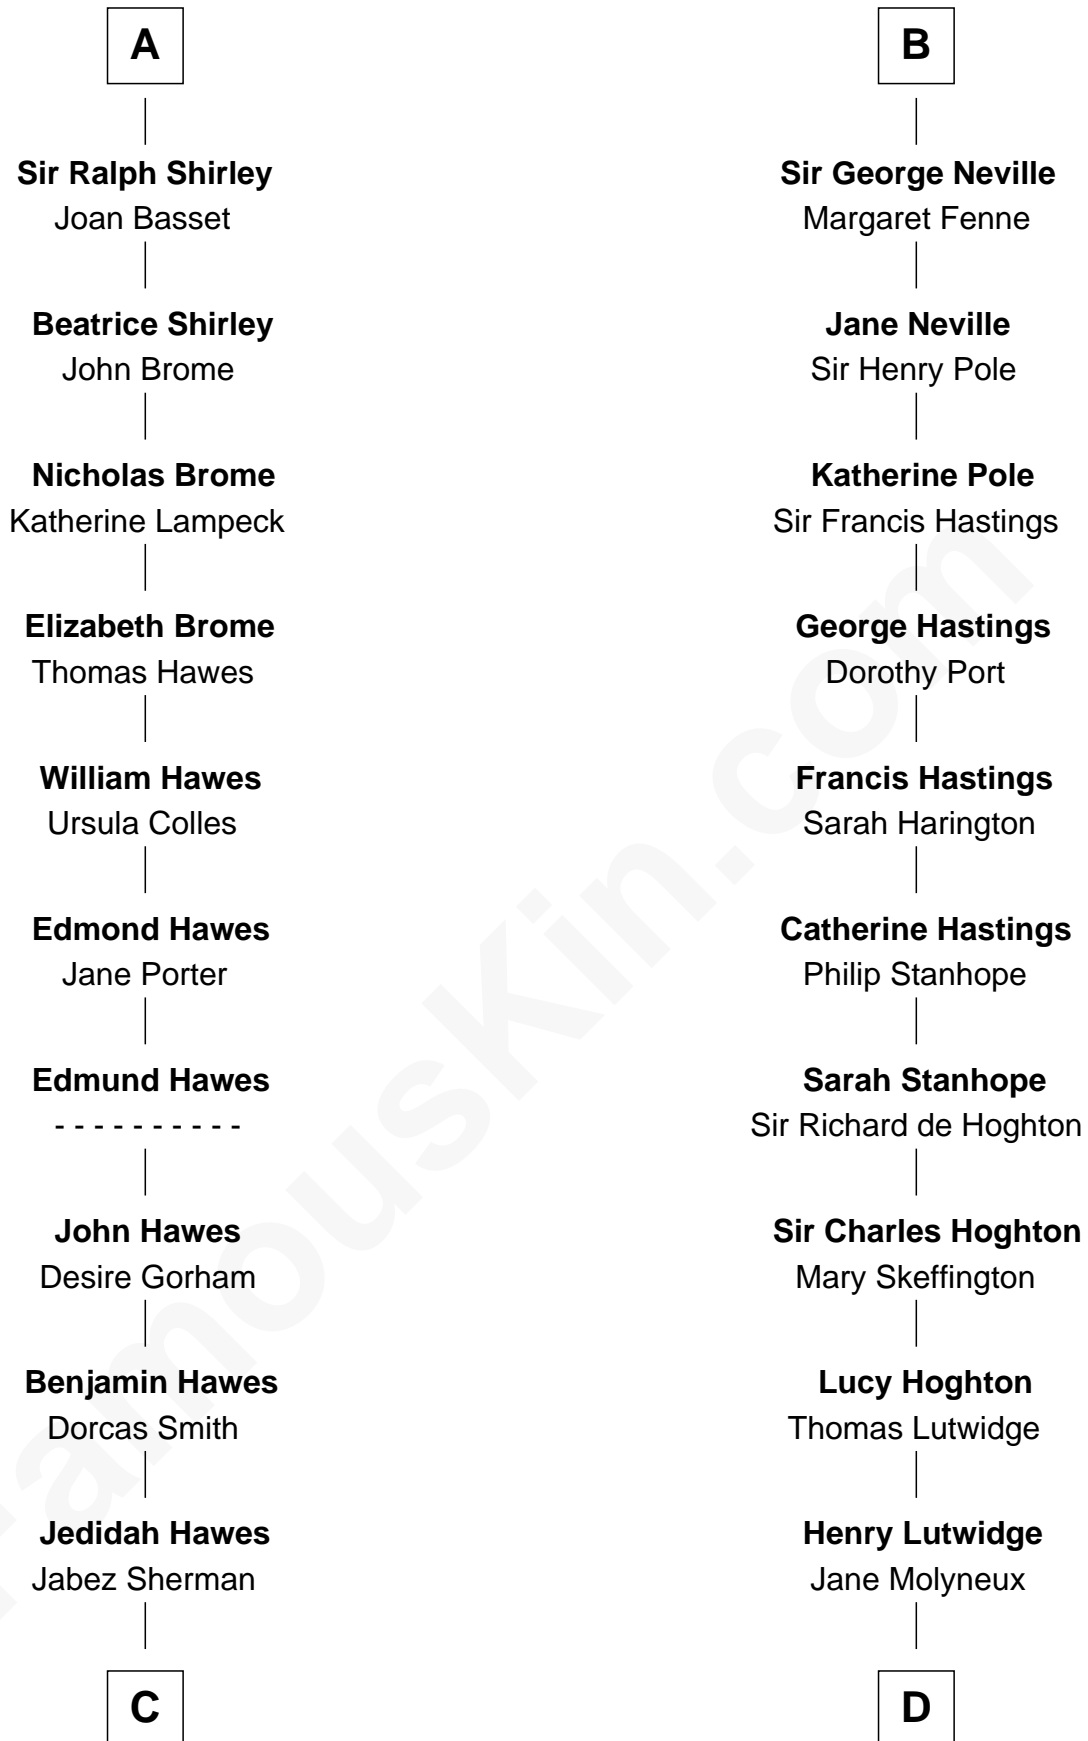 A
Sir Ralph Shirley
Joan Basset
Beatrice Shirley
John Brome
Nicholas Brome
Katherine Lampeck
Elizabeth Brome
Thomas Hawes
William Hawes
Ursula Colles
Edmond Hawes
Jane Porter
Edmund Hawes
- - - - - - - - - -
John Hawes
Desire Gorham
Benjamin Hawes
Dorcas Smith
Jedidah Hawes
Jabez Sherman
C
B
Sir George Neville
Margaret Fenne
Jane Neville
Sir Henry Pole
Katherine Pole
Sir Francis Hastings
George Hastings
Dorothy Port
Francis Hastings
Sarah Harington
Catherine Hastings
Philip Stanhope
Sarah Stanhope
Sir Richard de Hoghton
Sir Charles Hoghton
Mary Skeffington
Lucy Hoghton
Thomas Lutwidge
Henry Lutwidge
Jane Molyneux
D
FamousKin.com